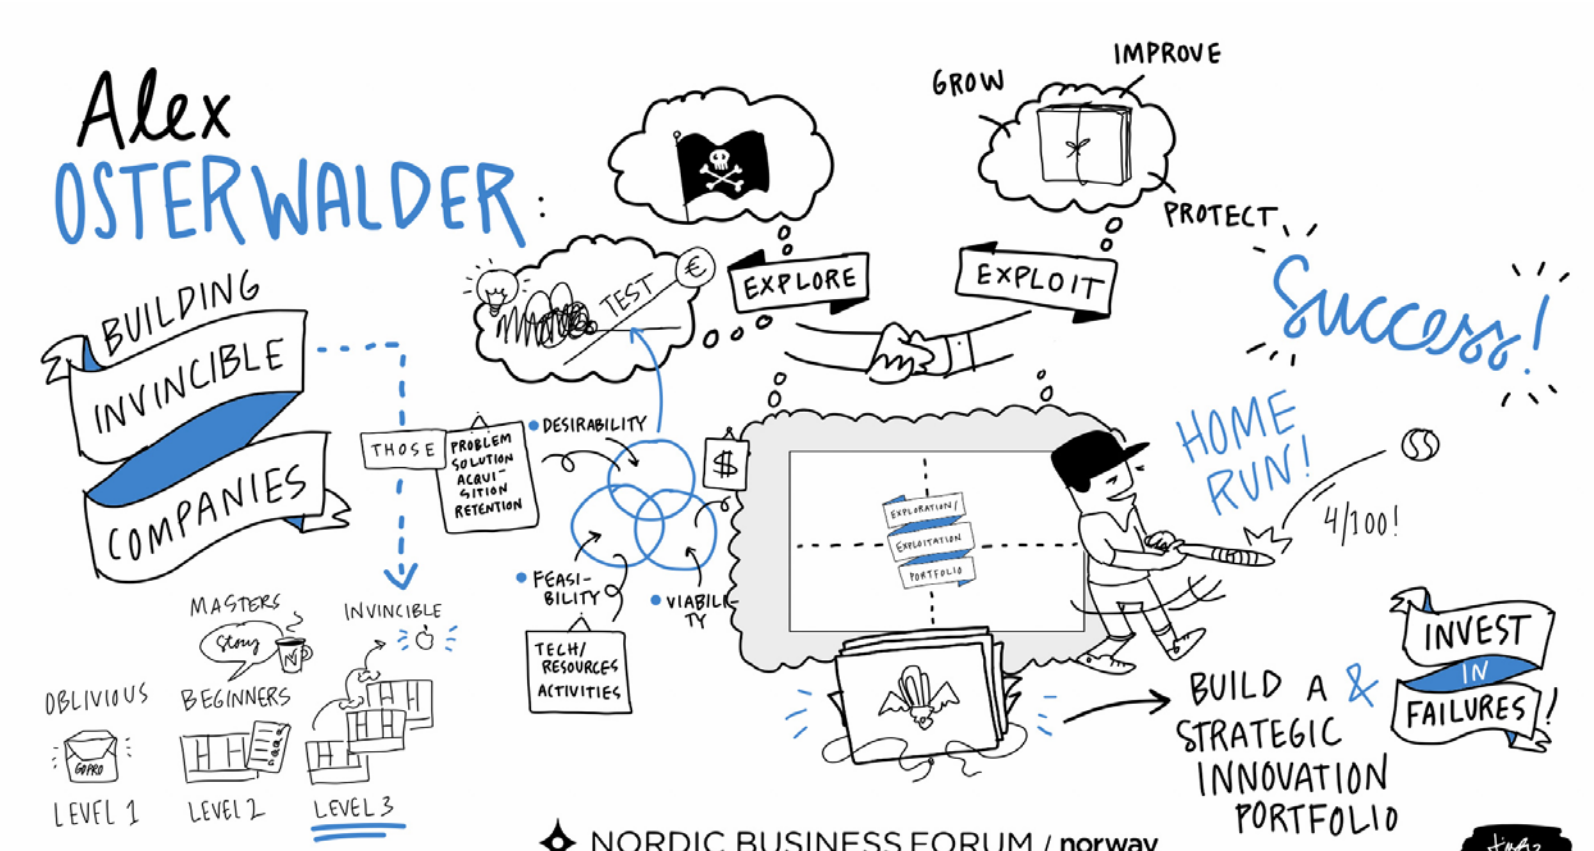 Alex
OSTERWALDER:
BUILDING
INVINCIBLE
COMPANIES
THOSE
PROBLEM
SOLUTION
ACQUI-
SITION
RETENTION
MASTERS
Story
INVINCIBLE
OBLIVIOUS
BEGINNERS
GOPRO
LEVEL 1
LEVEL 2
LEVEL 3
TEST
€
• DESIRABILITY
• FEASI-
BILITY
• VIABILI-
TY
$
TECH/
RESOURCES
ACTIVITIES
EXPLORE
EXPLOIT
GROW
IMPROVE
PROTECT
EXPLORATION/
EXPLOITATION
PORTFOLIO
Success!
HOME
RUN!
4/100!
BUILD A &
STRATEGIC
INNOVATION
PORTFOLIO
INVEST
IN
FAILURES!
NORDIC BUSINESS FORUM / norway